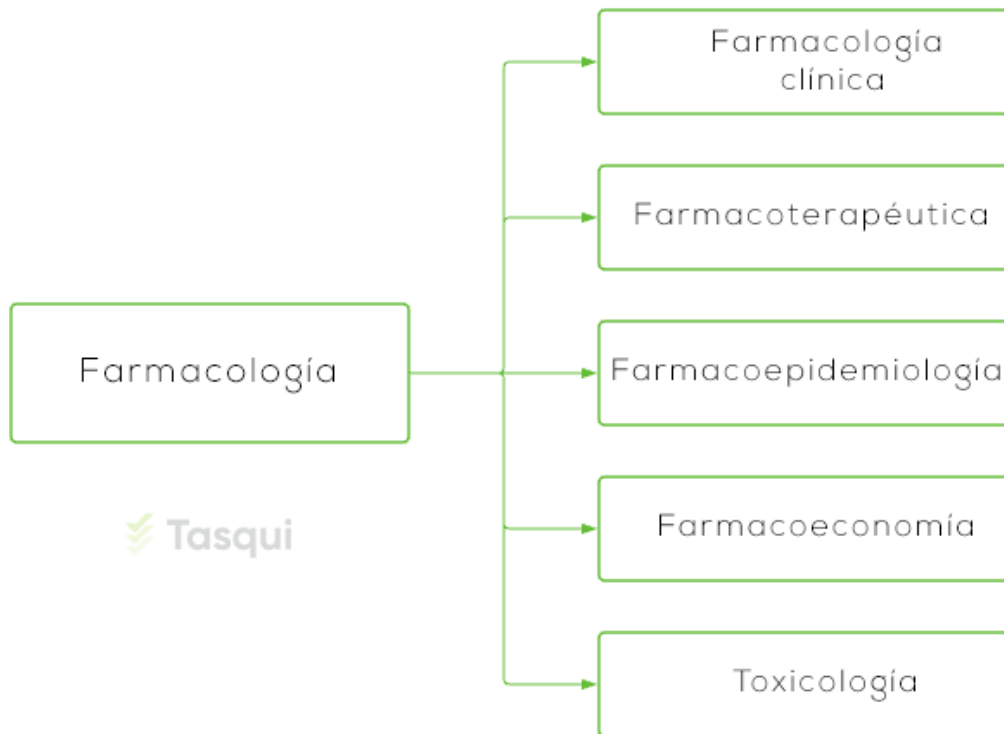 Farmacología
clínica
Farmacoterapéutica
Farmacología
Farmacoepidemiología
Farmacoeconomía
Tasqui
Toxicología